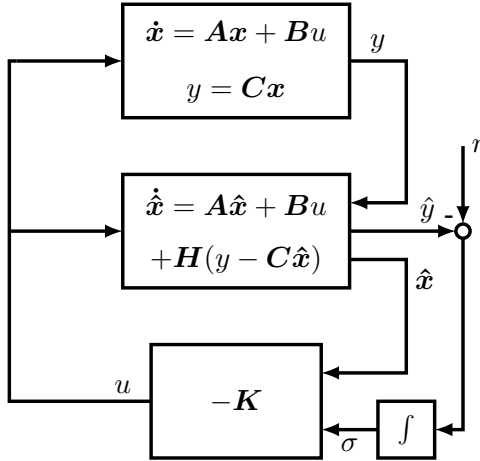 ẋ = Ax + Bu
y = Cx
y
r
x̂̇ = Ax̂ + Bu
+H(y − Cx̂)
ŷ
-
x̂
u
−K
σ
∫